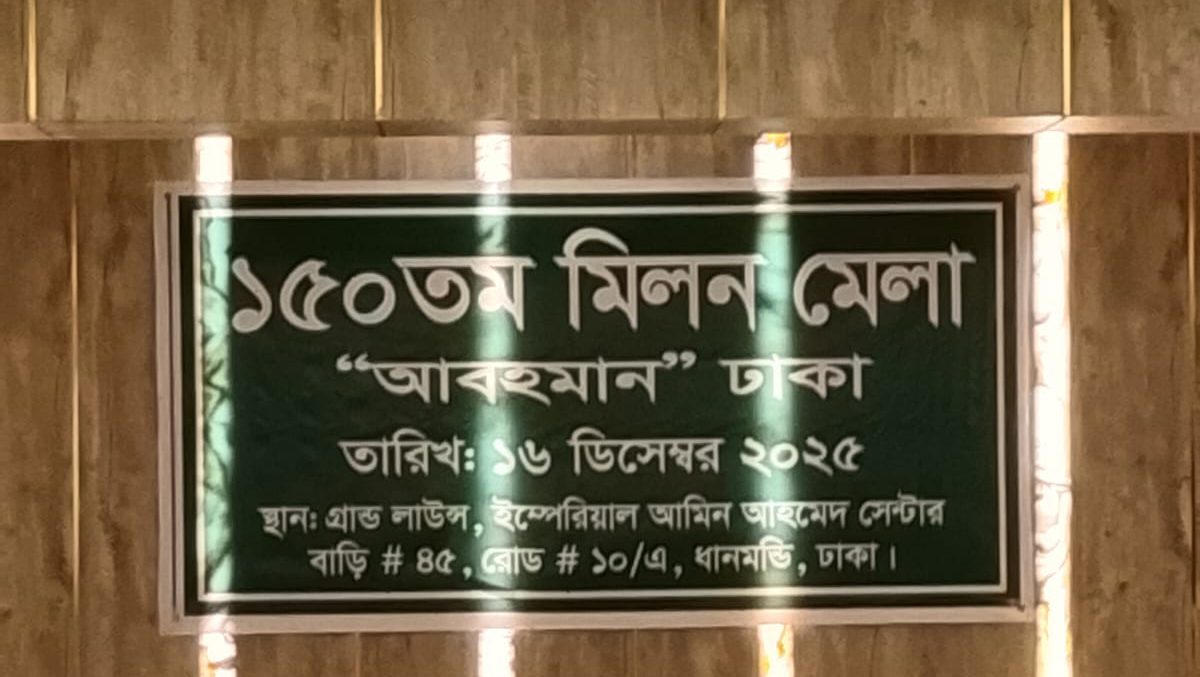 ১৫০তম মিলন মেলা
“আবহমান” ঢাকা
তারিখ: ১৬ ডিসেম্বর ২০২৫
স্থান: গ্রান্ড লাউন্স, ইম্পেরিয়াল আমিন আহমেদ সেন্টার
বাড়ি # ৪৫, রোড # ১০/এ, ধানমন্ডি, ঢাকা।